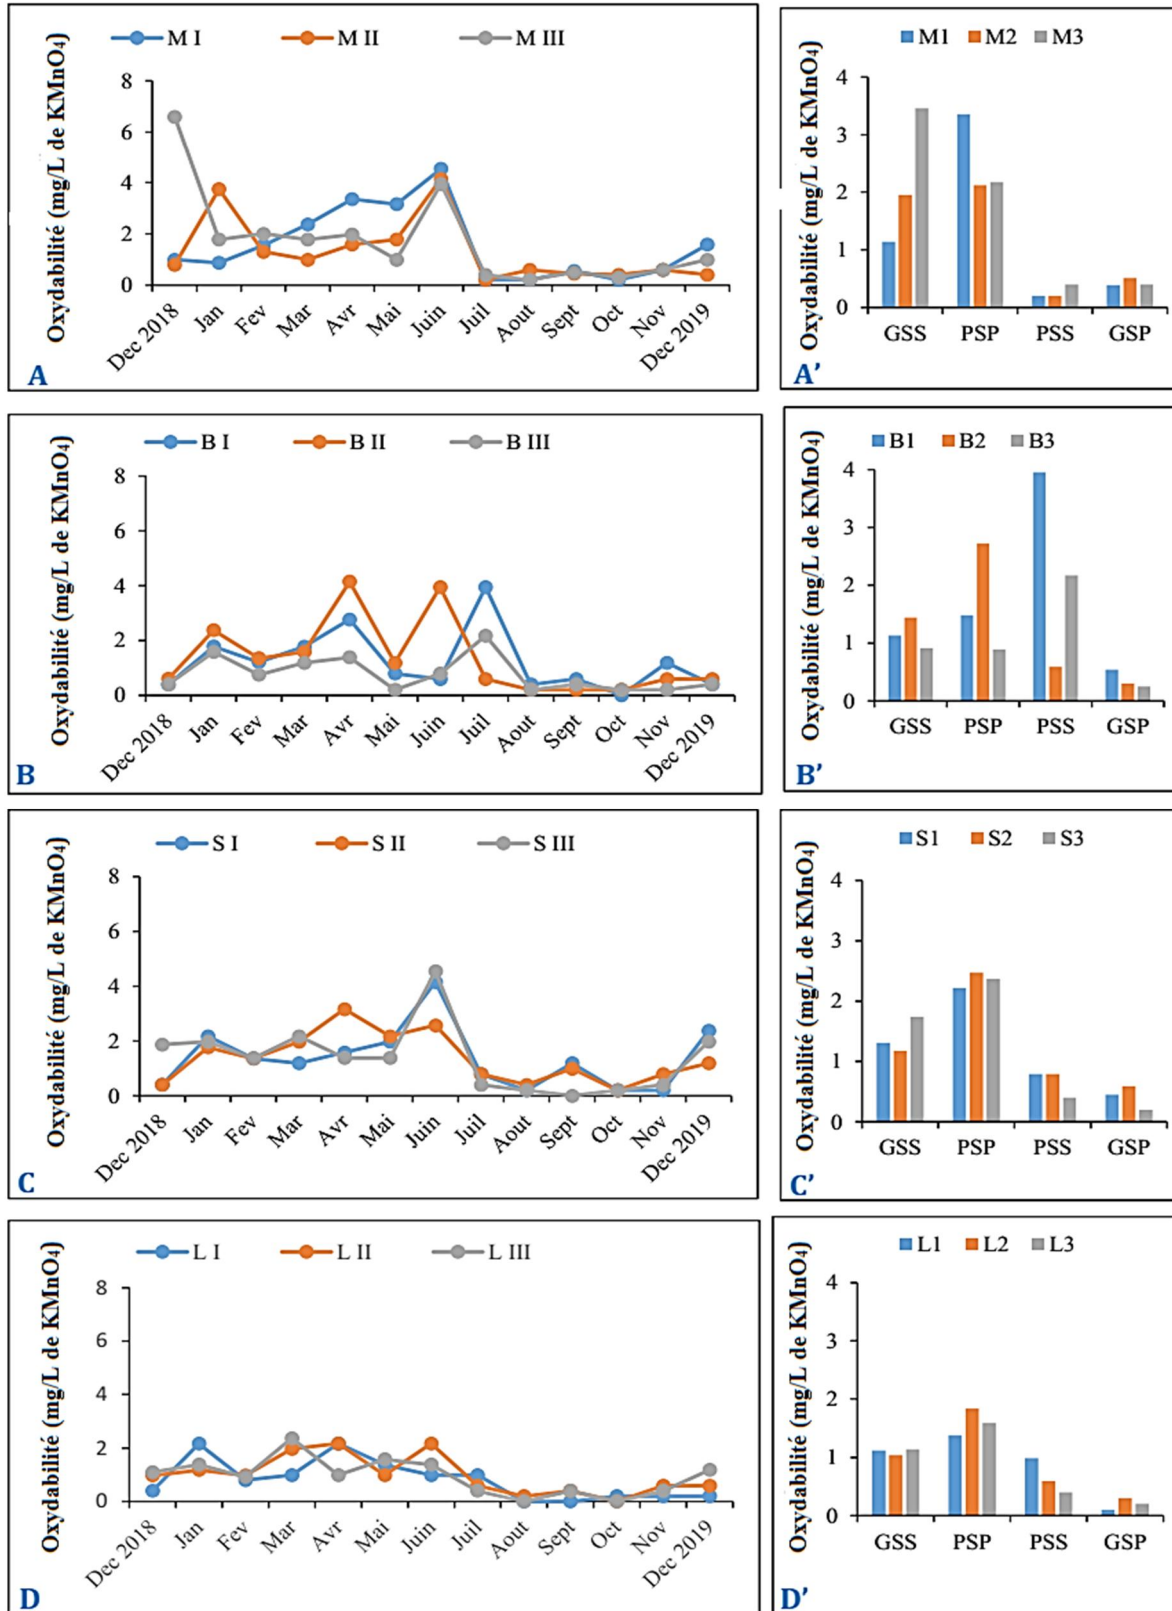 M I M II M III
Oxydabilité (mg/L de KMnO4)
8
6
4
2
0
Dec 2018 Jan Fev Mar Avr Mai Juin Juil Aout Sept Oct Nov Dec 2019
A
M1 M2 M3
Oxydabilité (mg/L de KMnO4)
4
3
2
1
0
GSS PSP PSS GSP
A’
B I B II B III
Oxydabilité (mg/L de KMnO4)
8
6
4
2
0
Dec 2018 Jan Fev Mar Avr Mai Juin Juil Aout Sept Oct Nov Dec 2019
B
B1 B2 B3
Oxydabilité (mg/L de KMnO4)
4
3
2
1
0
GSS PSP PSS GSP
B’
S I S II S III
Oxydabilité (mg/L de KMnO4)
8
6
4
2
0
Dec 2018 Jan Fev Mar Avr Mai Juin Juil Aout Sept Oct Nov Dec 2019
C
S1 S2 S3
Oxydabilité (mg/L de KMnO4)
4
3
2
1
0
GSS PSP PSS GSP
C’
L I L II L III
Oxydabilité (mg/L de KMnO4)
8
6
4
2
0
Dec 2018 Jan Fev Mar Avr Mai Juin Juil Aout Sept Oct Nov Dec 2019
D
L1 L2 L3
Oxydabilité (mg/L de KMnO4)
4
3
2
1
0
GSS PSP PSS GSP
D’